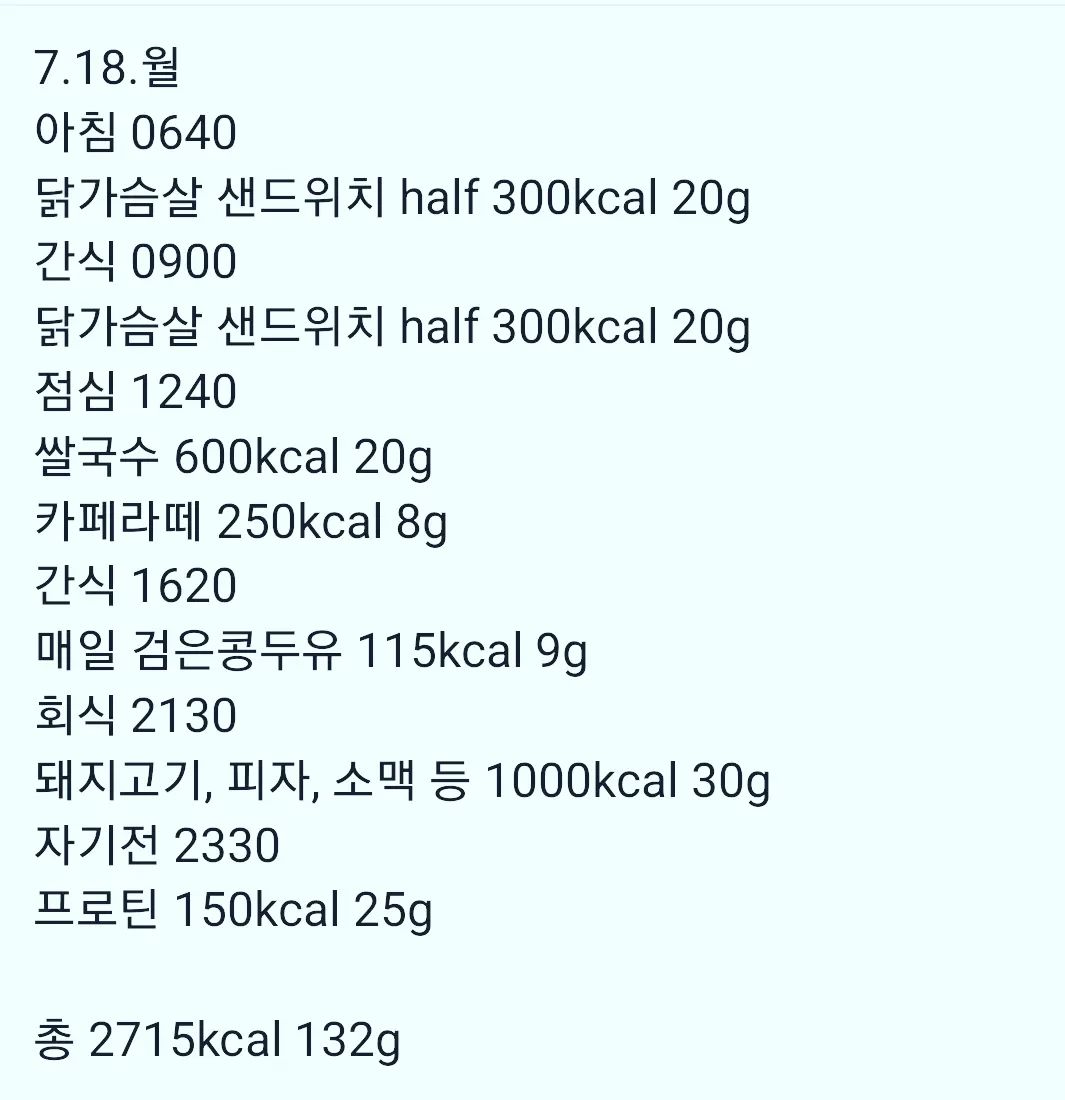 7.18.월
아침 0640
닭가슴살 샌드위치 half 300kcal 20g
간식 0900
닭가슴살 샌드위치 half 300kcal 20g
점심 1240
쌀국수 600kcal 20g
카페라떼 250kcal 8g
간식 1620
매일 검은콩두유 115kcal 9g
회식 2130
돼지고기, 피자, 소맥 등 1000kcal 30g
자기전 2330
프로틴 150kcal 25g
총 2715kcal 132g